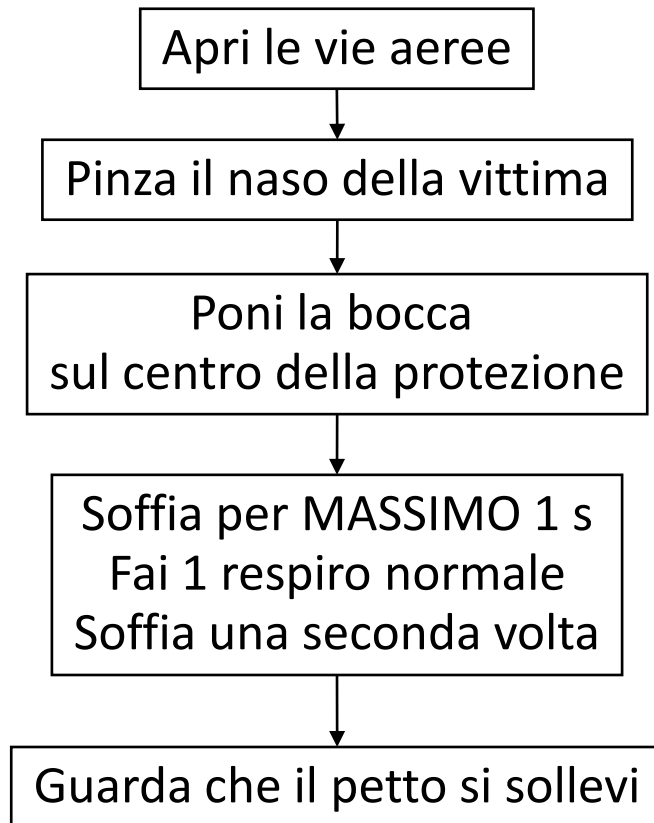 Apri le vie aeree
Pinza il naso della vittima
Poni la bocca
sul centro della protezione
Soffia per MASSIMO 1 s
Fai 1 respiro normale
Soffia una seconda volta
Guarda che il petto si sollevi